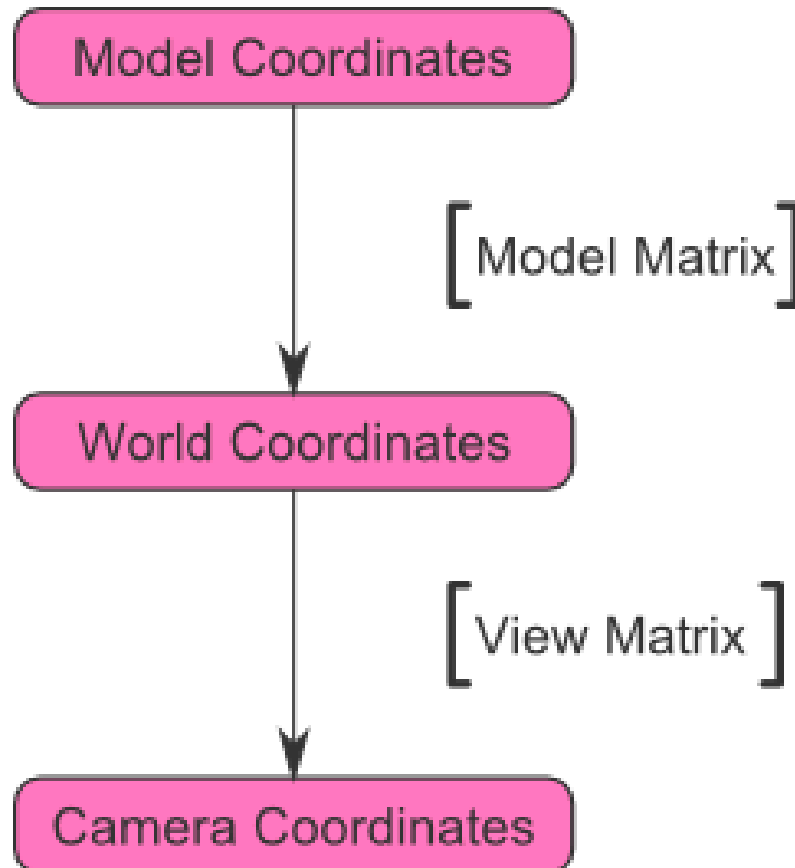 Model Coordinates
[Model Matrix]
World Coordinates
[View Matrix]
Camera Coordinates